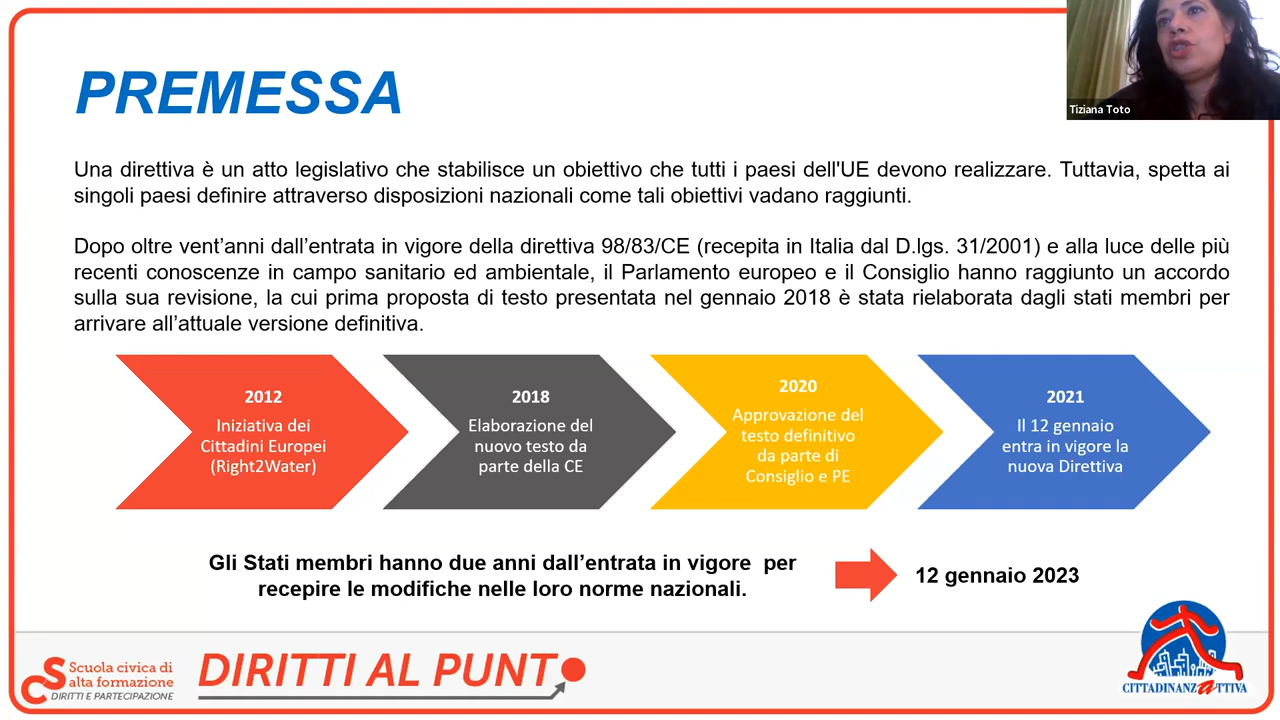 PREMESSA
Tiziana Toto
Una direttiva è un atto legislativo che stabilisce un obiettivo che tutti i paesi dell'UE devono realizzare. Tuttavia, spetta ai
singoli paesi definire attraverso disposizioni nazionali come tali obiettivi vadano raggiunti.
Dopo oltre vent’anni dall’entrata in vigore della direttiva 98/83/CE (recepita in Italia dal D.lgs. 31/2001) e alla luce delle più
recenti conoscenze in campo sanitario ed ambientale, il Parlamento europeo e il Consiglio hanno raggiunto un accordo
sulla sua revisione, la cui prima proposta di testo presentata nel gennaio 2018 è stata rielaborata dagli stati membri per
arrivare all’attuale versione definitiva.
2012
Iniziativa dei
Cittadini Europei
(Right2Water)
2018
Elaborazione del
nuovo testo da
parte della CE
2020
Approvazione del
testo definitivo
da parte di
Consiglio e PE
2021
Il 12 gennaio
entra in vigore la
nuova Direttiva
Gli Stati membri hanno due anni dall’entrata in vigore  per
recepire le modifiche nelle loro norme nazionali.
12 gennaio 2023
CS
Scuola civica di
alta formazione
DIRITTI E PARTECIPAZIONE
DIRITTI AL PUNTO
CITTADINANZATTIVA